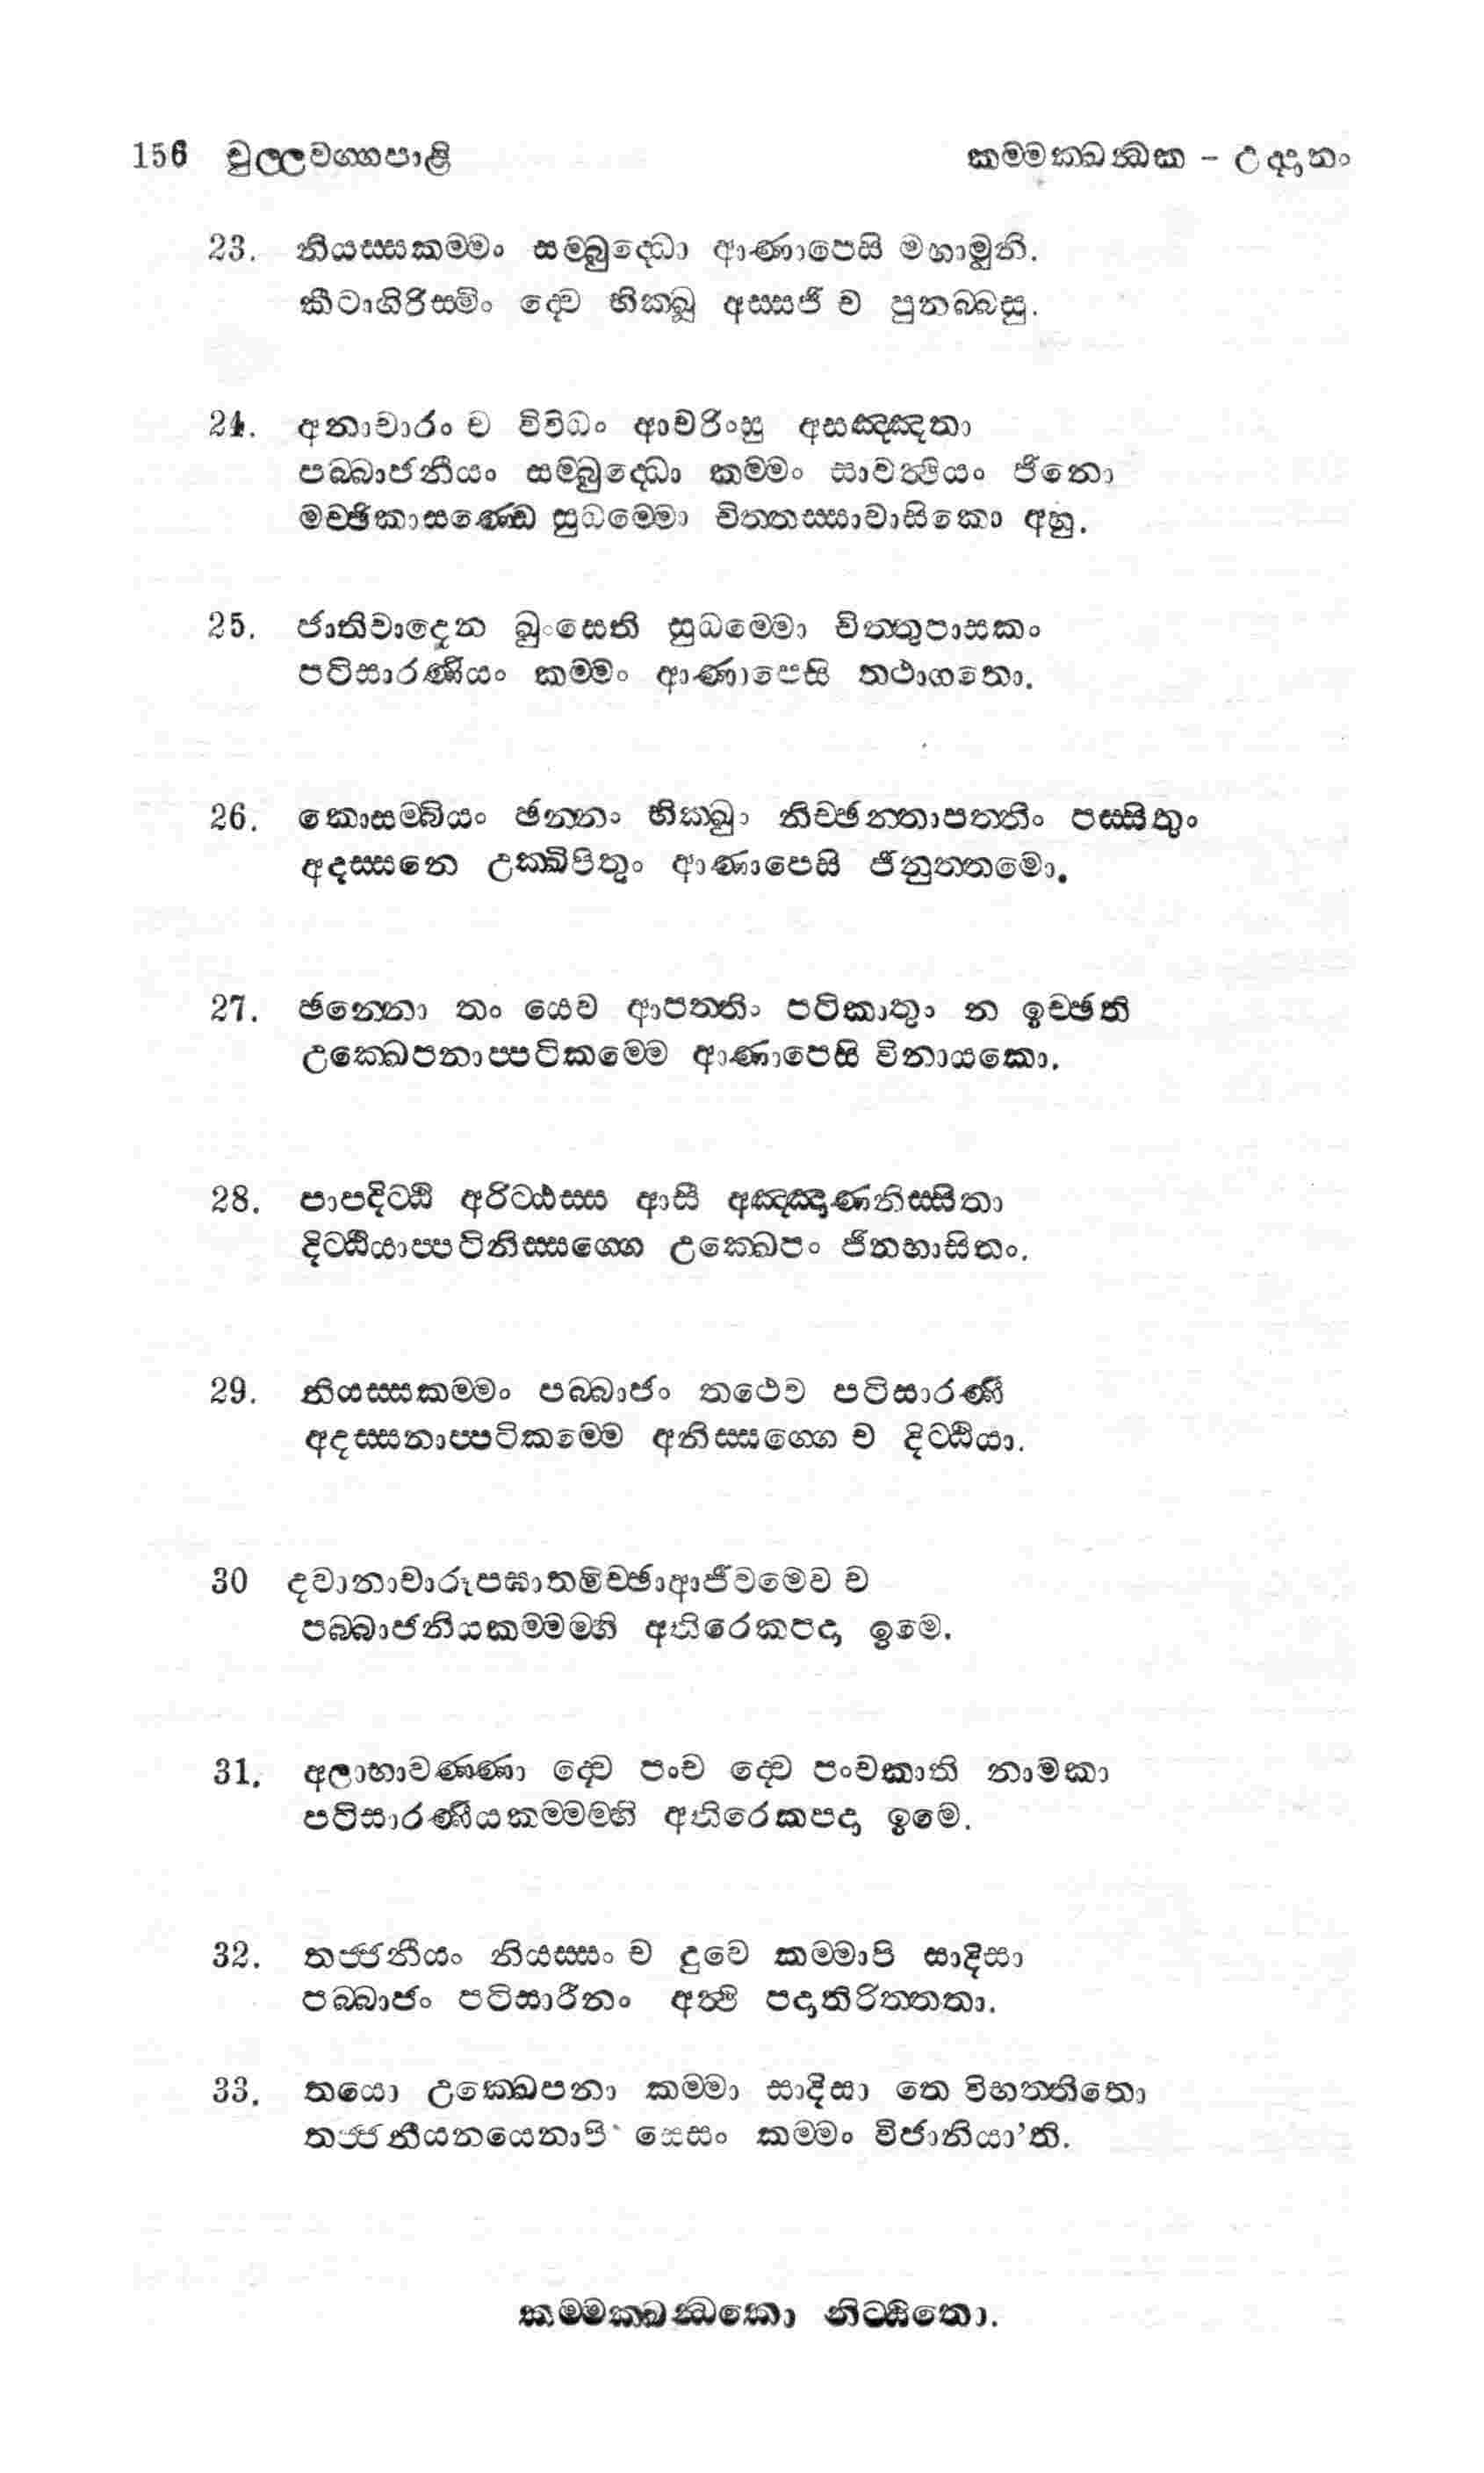 156 චුල්ලවග්ගපාළි
කම්මක්ඛන්ධක - උද්දානං
23. නියස්සකම්මං සම්බුද්ධො ආණාපෙසි මහාමුනි.
කීටාගිරිස්මිං ද්වෙ භික්ඛු අස්සජි ච පුනබ්බසු.
24. අනාචාරං ච විවිධං ආචරිංසු අසඤ්ඤතා
පබ්බාජනීයං සම්බුද්ධො කම්මං සාවත්ථියං ජිනො
මච්ඡිකාසණ්ඩෙ සුධම්මො චිත්තස්සාවාසිකො අහු.
25. ජාතිවාදෙන ඛුංසෙති සුධම්මො චිත්තුපාසකං
පටිසාරණීයං කම්මං ආණාපෙසි තථාගතො.
26. කොසම්බියං ඡන්නං භික්ඛුං නිච්ඡන්තාපත්තිං පස්සිතුං
අදස්සනෙ උක්ඛිපිතුං ආණාපෙසි ජිනුත්තමො.
27. ඡන්නො තං යෙව ආපත්තිං පටිකාතුං න ඉච්ඡති
උක්ඛෙපනාප්පටිකම්මෙ ආණාපෙසි විනායකො.
28. පාපදිට්ඨි අරිට්ඨස්ස ආසී අඤ්ඤාණනිස්සිතා
දිට්ඨියාප්පටිනිස්සග්ගෙ උක්ඛෙපං ජිනභාසිතං.
29. නියස්සකම්මං පබ්බාජං තථෙව පටිසාරණී
අදස්සනාප්පටිකම්මෙ අනිස්සග්ගෙ ච දිට්ඨියා.
30 දවානාචාරූපඝාතමිච්ඡාආජීවමෙව ච
පබ්බාජනියකම්මම්හි අතිරෙකපදා ඉමෙ.
31. අලාභාවණ්ණා ද්වෙ පංච ද්වෙ පංචකාති නාමකා
පටිසාරණීයකම්මම්හි අතිරෙකපදා ඉමෙ.
32. තජ්ජනීයං නියස්සං ච දුවෙ කම්මාපි සාදිසා
පබ්බාජං පටිසාරීනං අත්ථි පදාතිරිත්තතා.
33. තයො උක්ඛෙපනා කම්මා සාදිසා තෙ විභත්තිතො
තජ්ජනීයනයෙනාපි සෙසං කම්මං විජානියා’ති.
කම්මක්ඛන්ධකො නිට්ඨිතො.